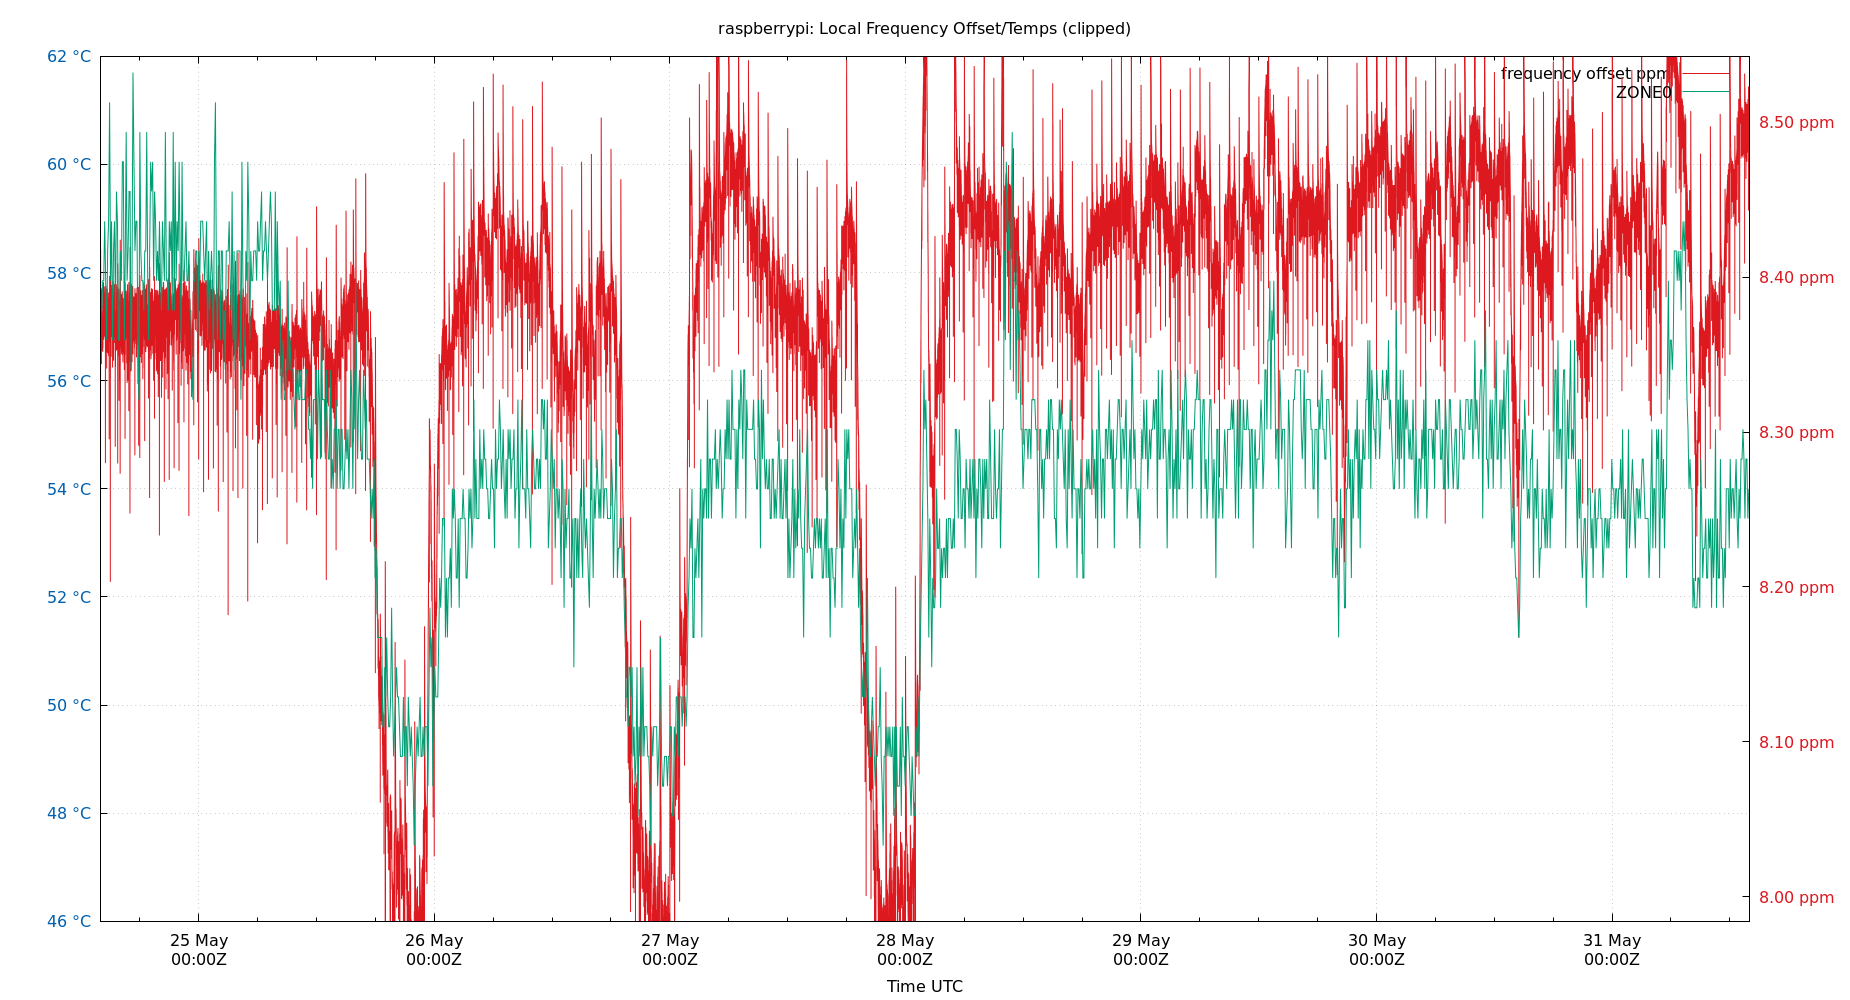 raspberrypi: Local Frequency Offset/Temps (clipped)
62 °C
60 °C
58 °C
56 °C
54 °C
52 °C
50 °C
48 °C
46 °C
frequency offset ppm
ZONE0
8.50 ppm
8.40 ppm
8.30 ppm
8.20 ppm
8.10 ppm
8.00 ppm
25 May 26 May 27 May 28 May 29 May 30 May 31 May
00:00Z 00:00Z 00:00Z 00:00Z 00:00Z 00:00Z 00:00Z
Time UTC